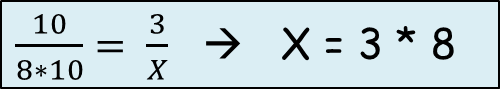 10/8∗10 = 3/X → X = 3 * 8